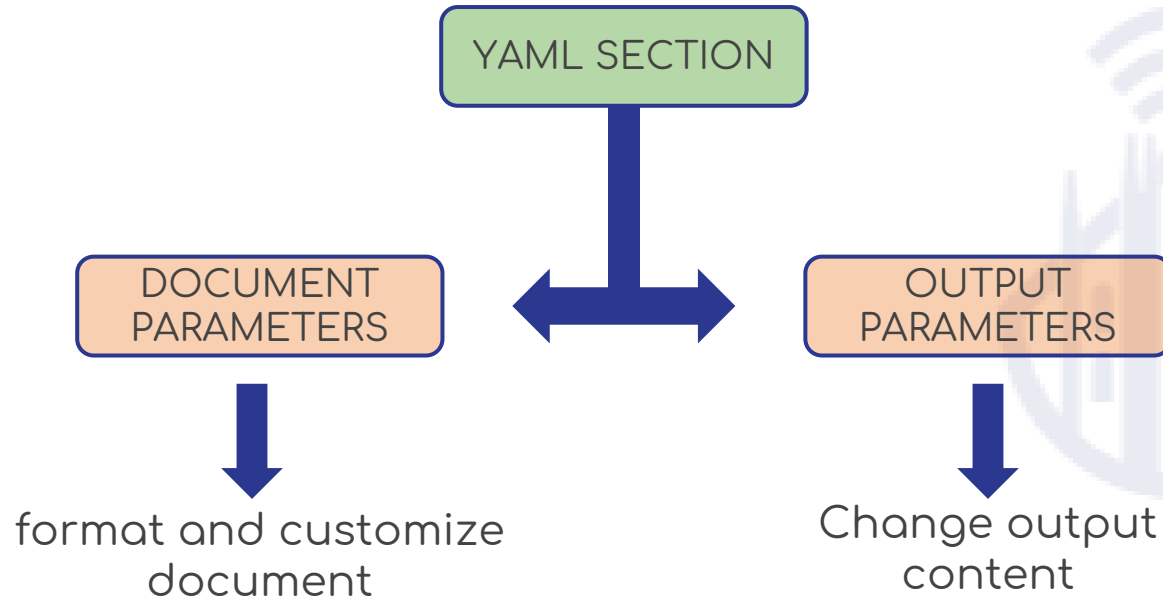 YAML SECTION
DOCUMENT
PARAMETERS
OUTPUT
PARAMETERS
format and customize
document
Change output
content